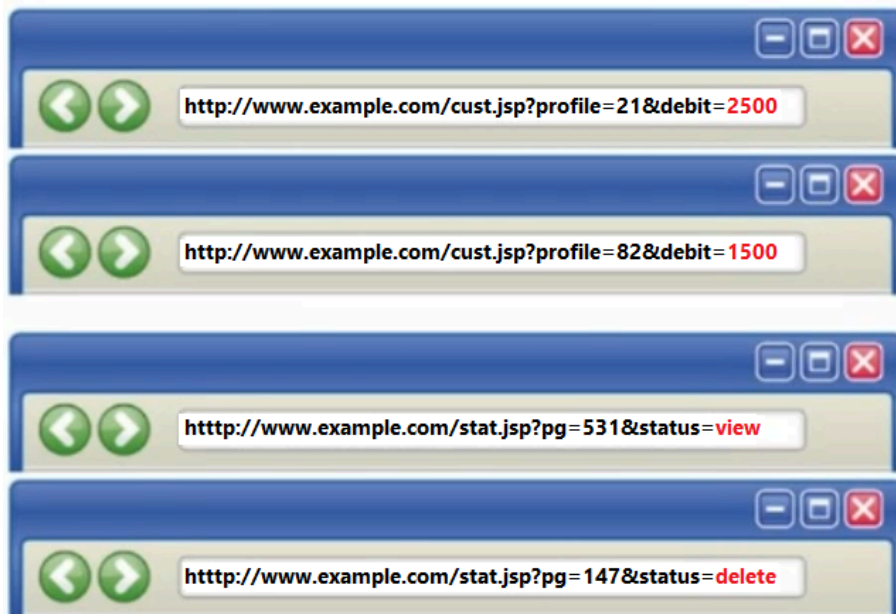 http://www.example.com/cust.jsp?profile=21&debit=2500
http://www.example.com/cust.jsp?profile=82&debit=1500
htttp://www.example.com/stat.jsp?pg=531&status=view
htttp://www.example.com/stat.jsp?pg=147&status=delete